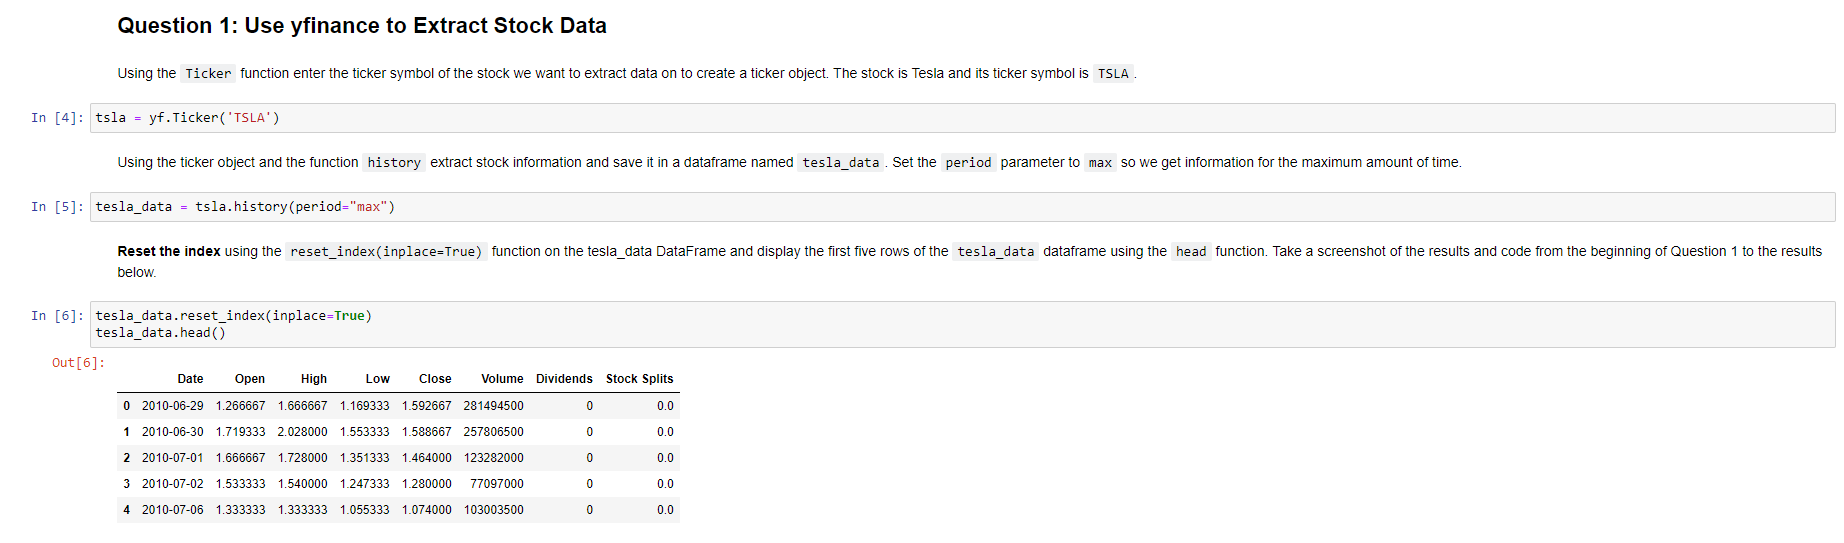 Question 1: Use yfinance to Extract Stock Data
Using the Ticker function enter the ticker symbol of the stock we want to extract data on to create a ticker object. The stock is Tesla and its ticker symbol is TSLA .
In [4]: tsla = yf.Ticker('TSLA')
Using the ticker object and the function history extract stock information and save it in a dataframe named tesla_data . Set the period parameter to max so we get information for the maximum amount of time.
In [5]: tesla_data = tsla.history(period="max")
Reset the index using the reset_index(inplace=True) function on the tesla_data DataFrame and display the first five rows of the tesla_data dataframe using the head function. Take a screenshot of the results and code from the beginning of Question 1 to the results
below.
In [6]: tesla_data.reset_index(inplace=True)
tesla_data.head()
Out[6]:
Date Open High Low Close Volume Dividends Stock Splits
0 2010-06-29 1.266667 1.666667 1.169333 1.592667 281494500 0 0.0
1 2010-06-30 1.719333 2.028000 1.553333 1.588667 257806500 0 0.0
2 2010-07-01 1.666667 1.728000 1.351333 1.464000 123282000 0 0.0
3 2010-07-02 1.533333 1.540000 1.247333 1.280000 77097000 0 0.0
4 2010-07-06 1.333333 1.333333 1.055333 1.074000 103003500 0 0.0